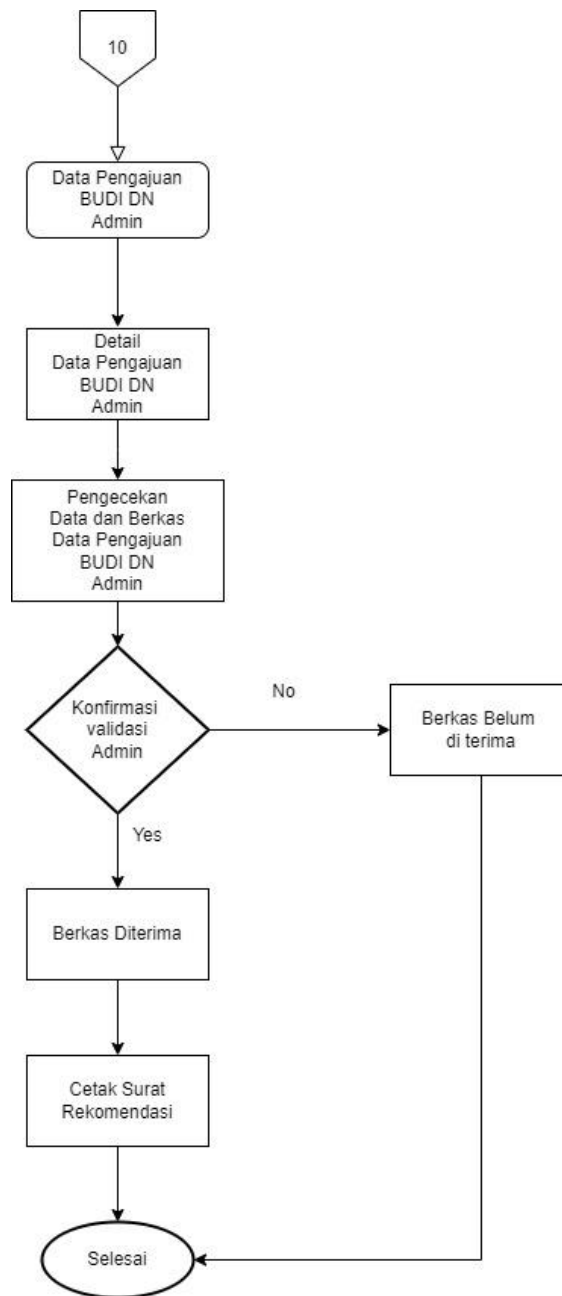 10
Data Pengajuan
BUDI DN
Admin
Detail
Data Pengajuan
BUDI DN
Admin
Pengecekan
Data dan Berkas
Data Pengajuan
BUDI DN
Admin
Konfirmasi
validasi
Admin
No
Berkas Belum
di terima
Yes
Berkas Diterima
Cetak Surat
Rekomendasi
Selesai